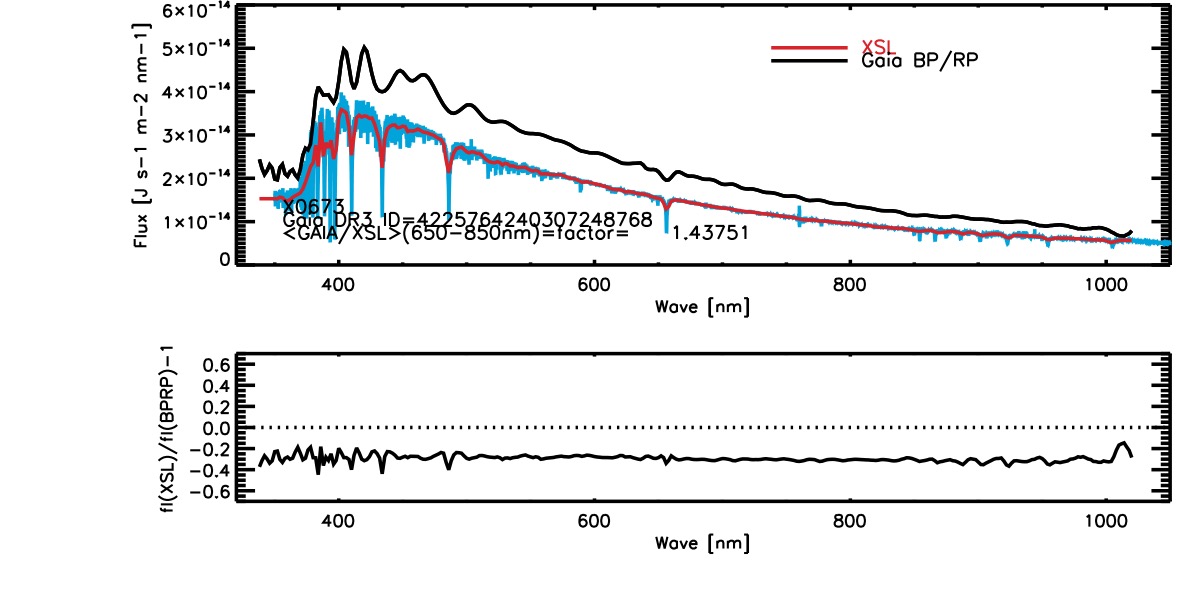 6×10⁻¹⁴
5×10⁻¹⁴
4×10⁻¹⁴
3×10⁻¹⁴
2×10⁻¹⁴
1×10⁻¹⁴
0
Flux [J s−1 m−2 nm−1]
XSL
Gaia BP/RP
X0673
Gaia DR3 ID=4225764240307248768
<GAIA/XSL>(650−850nm)=factor= 1.43751
400 600 800 1000
Wave [nm]
fl(XSL)/fl(BPRP)−1
0.6
0.4
0.2
0.0
−0.2
−0.4
−0.6
400 600 800 1000
Wave [nm]